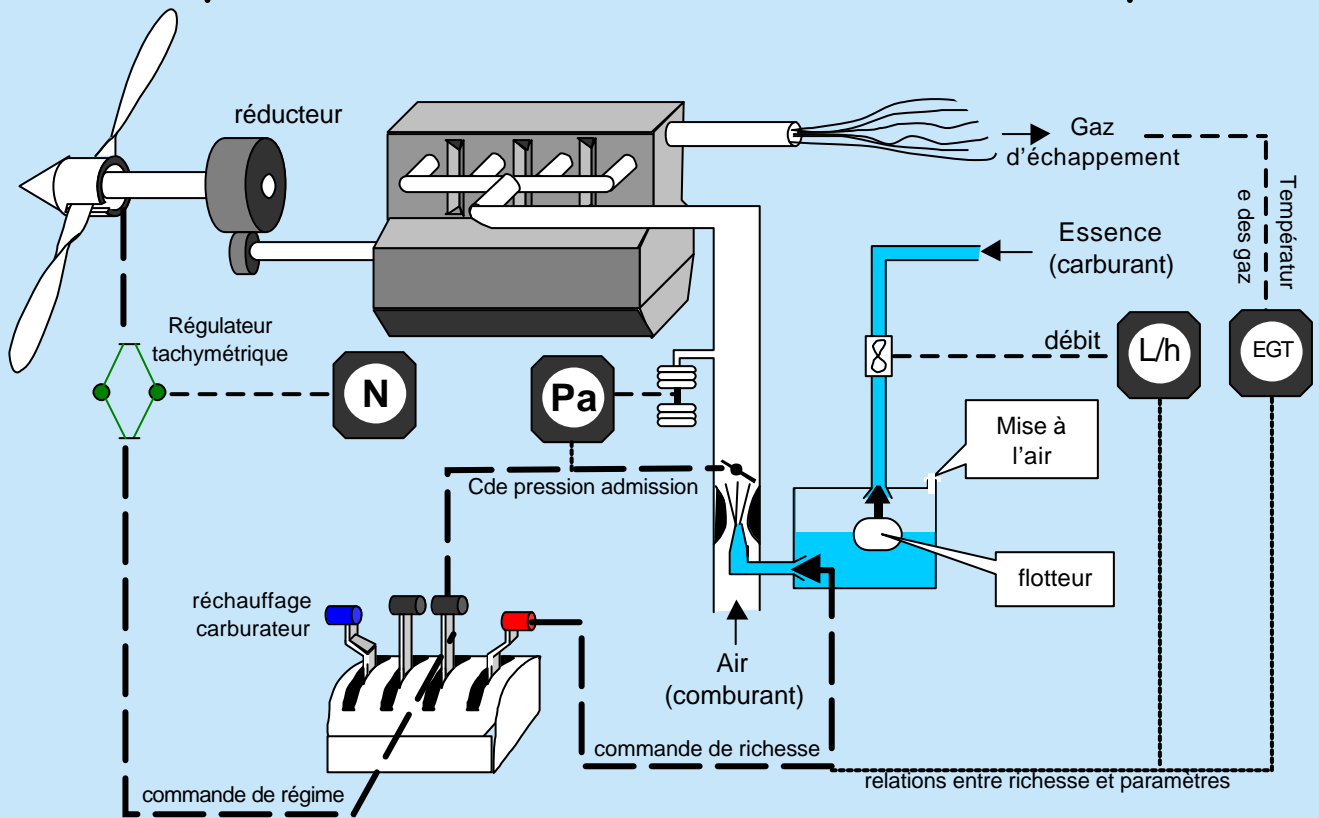 réducteur
Gaz
d'échappement
Températur
e des gaz
Essence
(carburant)
Régulateur
tachymétrique
débit
L/h
EGT
N
Pa
Mise à
l'air
Cde pression admission
flotteur
réchauffage
carburateur
Air
(comburant)
commande de richesse
relations entre richesse et paramètres
commande de régime